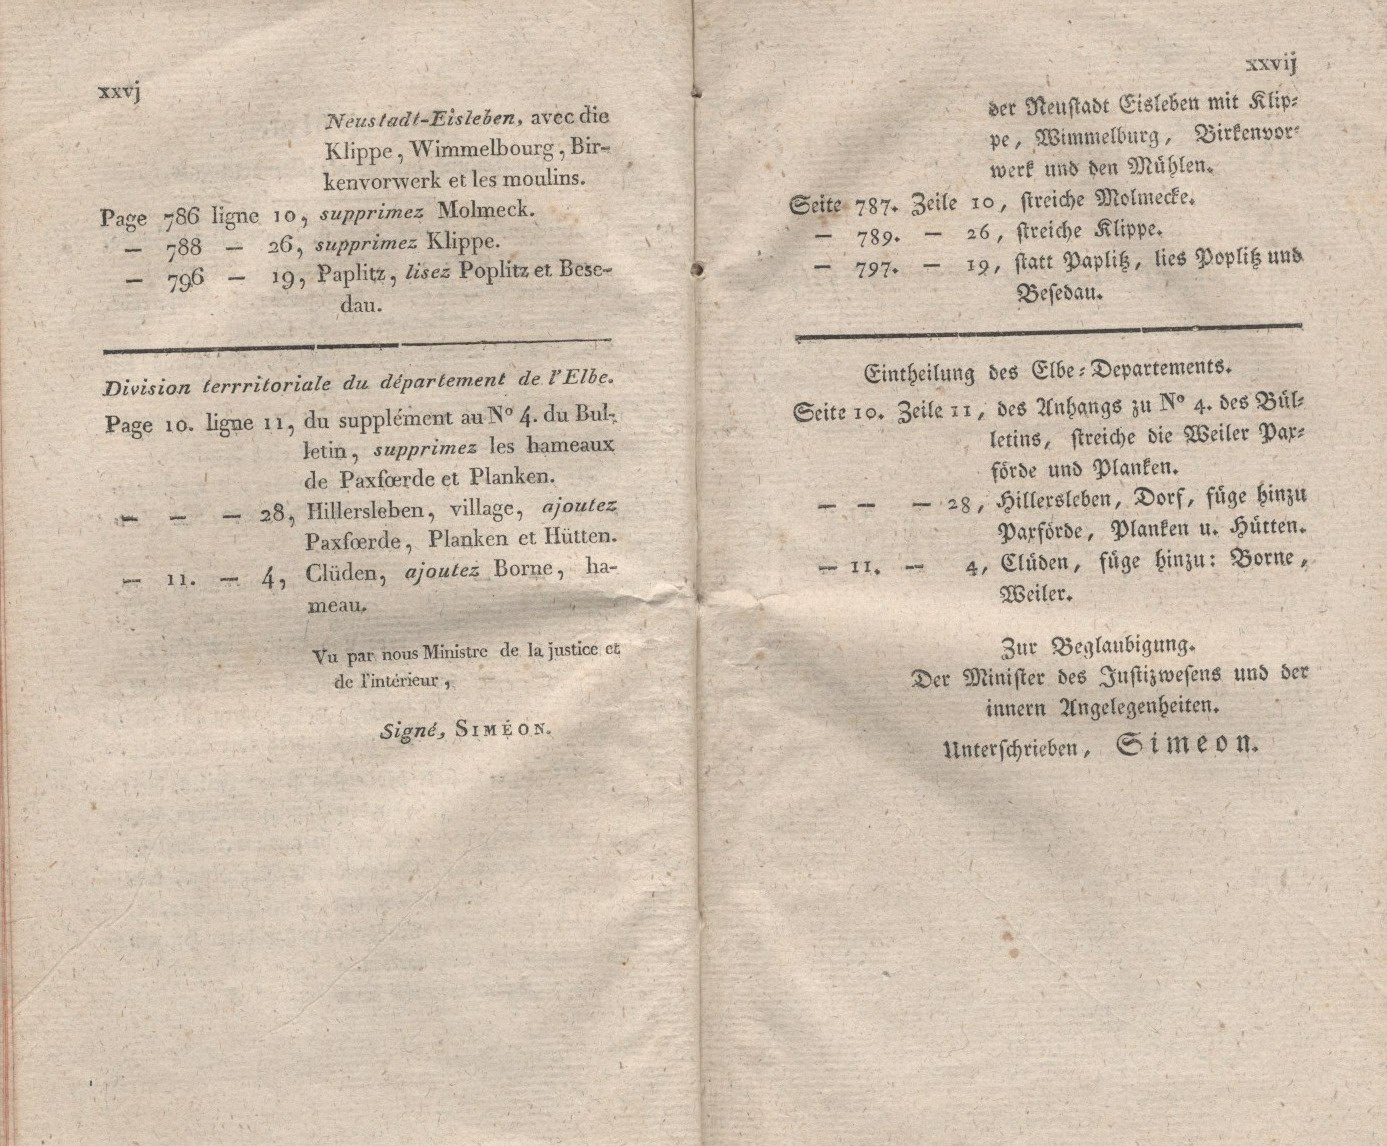 xxvj
Neustadt-Eisleben, avec die
Klippe, Wimmelbourg, Bir-
kenvorwerk et les moulins.
Page 786 ligne 10, supprimez Molmeck.
— 788 — 26, supprimez Klippe.
— 796 — 19, Paplitz, lisez Poplitz et Bese-
dau.
Division terrritoriale du département de l'Elbe.
Page 10. ligne 11, du supplément au N° 4. du Bul-
letin, supprimez les hameaux
de Paxfœrde et Planken.
— — — 28, Hillersleben, village, ajoutez
Paxfœrde, Planken et Hütten.
— 11. — 4, Clüden, ajoutez Borne, ha-
meau.
Vu par nous Ministre de la justice et
de l'intérieur,
Signé, SIMÉON.
xxvij
der Neuſtadt Eisleben mit Klip-
pe, Wimmelburg, Birkenvor-
werk und den Mühlen.
Seite 787. Zeile 10, ſtreiche Molmecke.
— 789. — 26, ſtreiche Klippe.
— 797. — 19, ſtatt Paplitz, lies Poplitz und
Beſedau.
Eintheilung des Elbe-Departements.
Seite 10. Zeile 11, des Anhangs zu N° 4. des Bül-
letins, ſtreiche die Weiler Pax-
förde und Planken.
— — — 28, Hillersleben, Dorf, füge hinzu
Paxförde, Planken u. Hütten.
— 11. — 4, Clüden, füge hinzu: Borne,
Weiler.
Zur Beglaubigung.
Der Miniſter des Juſtizweſens und der
innern Angelegenheiten.
Unterſchrieben, Simeon.